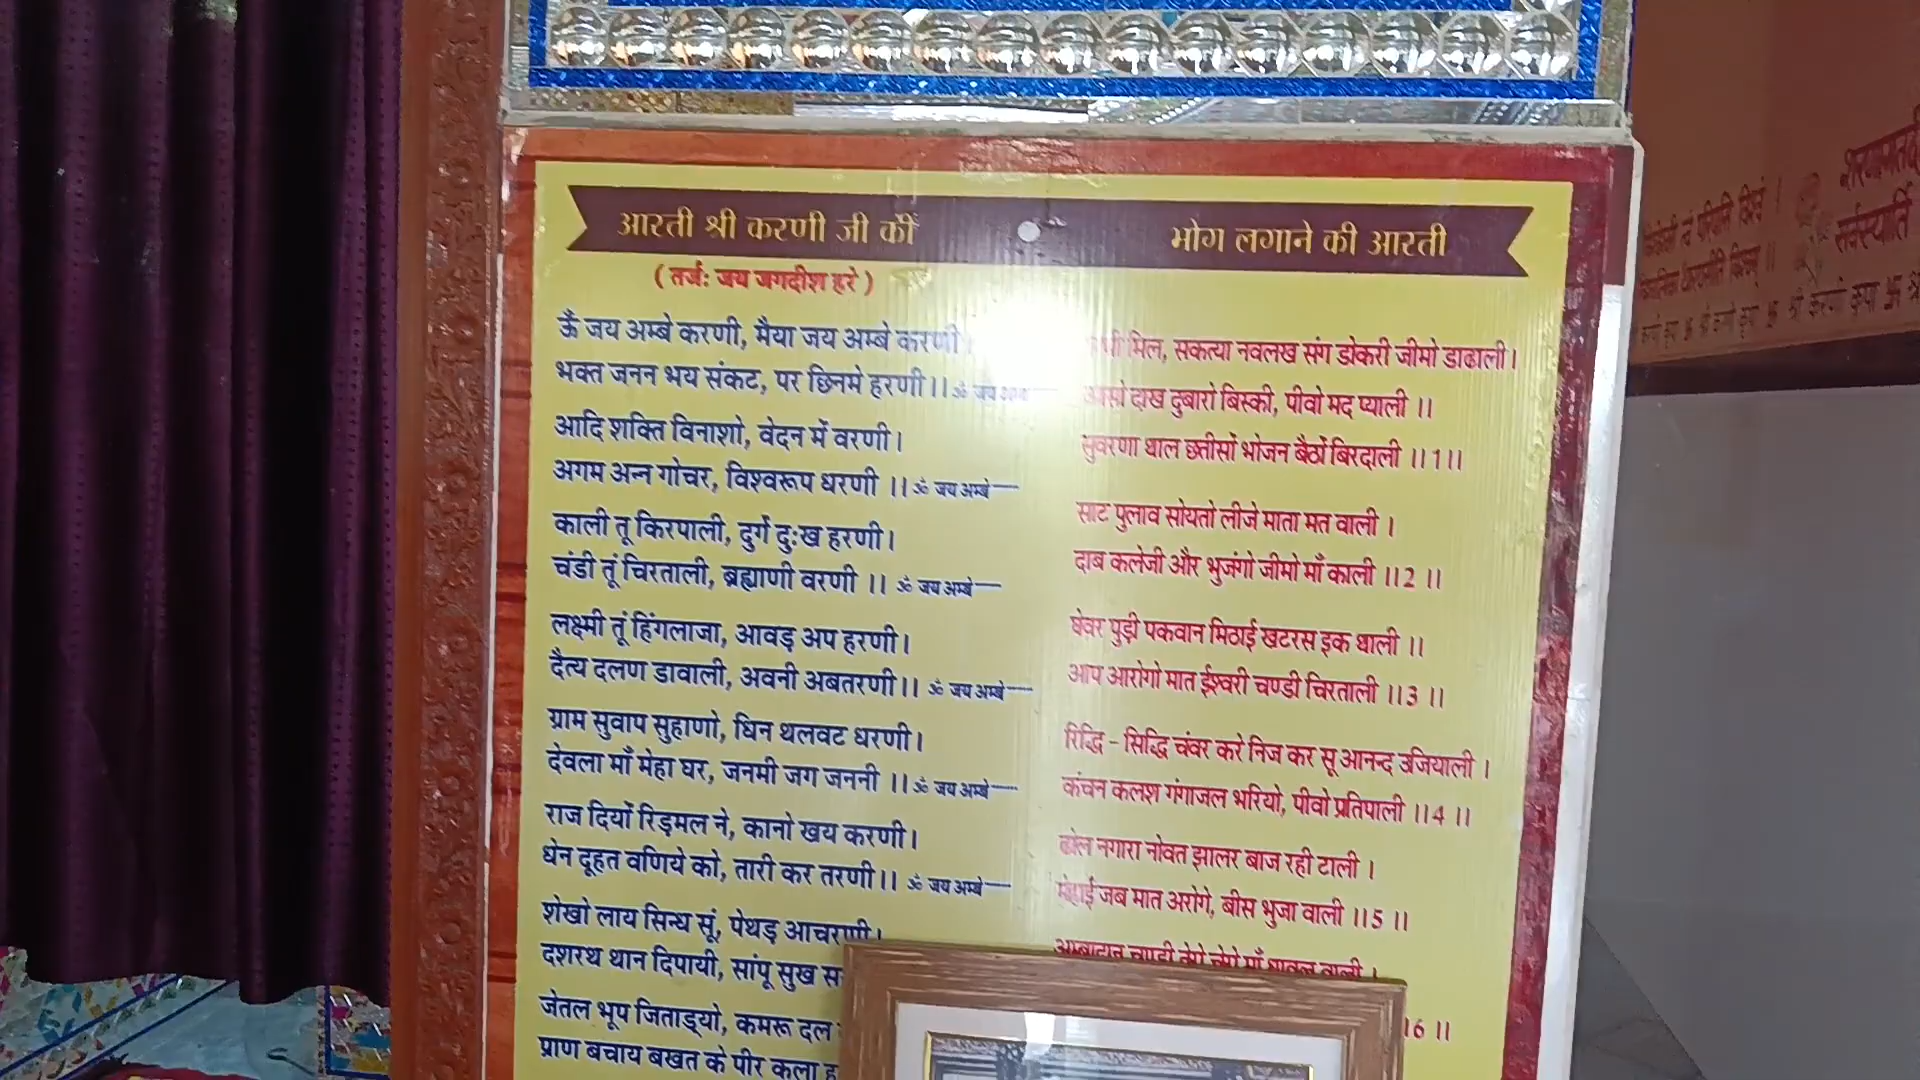 आरती श्री करणी जी कीं
(तर्जः जय जगदीश हरे)
ऊँ जय अम्बे करणी, मैया जय अम्बे करणी।
भक्त जनन भय संकट, पर छिनमे हरणी।। ॐ जय
आदि शक्ति विनाशो, वेदन में वरणी।
अगम अन्न गोचर, विश्वरूप धरणी ।। ॐ जय अम्बे—
काली तू किरपाली, दुर्गे दुःख हरणी।
चंडी तूं चिरताली, ब्रह्माणी वरणी ।। ॐ जय अम्बे—
लक्ष्मी तूं हिंगलाजा, आवड़ अप हरणी।
दैत्य दलण डावाली, अवनी अबतरणी।। ॐ जय अम्बे—
ग्राम सुवाप सुहाणो, धिन थलवट धरणी।
देवला माँ मेहा घर, जनमी जग जननी ।। ॐ जय अम्बे—
राज दियों रिड़मल ने, कानो खय करणी।
धेन दूहत वणिये को, तारी कर तरणी।। ॐ जय अम्बे—
शेखो लाय सिन्ध सूं, पेथड़ आचरणी।
दशरथ थान दिपायी, सांपू सुख
जेतल भूप जिताड्यो, कमरू दल
प्राण बचाय बखत के पीर कला
भोग लगाने की आरती
मिल, सकत्या नवलख संग डोकरी जीमो डाढाली।
दाख दुबारो बिस्की, पीवो मद प्याली ।।
सुवरणा थाल छतीसों भोजन बैठों बिरदाली ।।1।।
साट पुलाव सोयतो लीजे माता मत वाली ।
दाब कलेजी और भुजंगो जीमो माँ काली ।।2 ।।
घेवर पुड़ी पकवान मिठाई खटरस इक थाली ।।
आप आरोगो मात ईश्वरी चण्डी चिरताली ।।3 ।।
रिद्धि - सिद्धि चंवर करे निज कर सू आनन्द उजियाली ।
कंचन कलश गंगाजल भरियो, पीवो प्रतिपाली ।।4 ।।
ढोल नगारा नोवत झालर बाज रही टाली ।
मेहाई जब मात अरोगे, बीस भुजा वाली ।।5 ।।
।।6 ।।